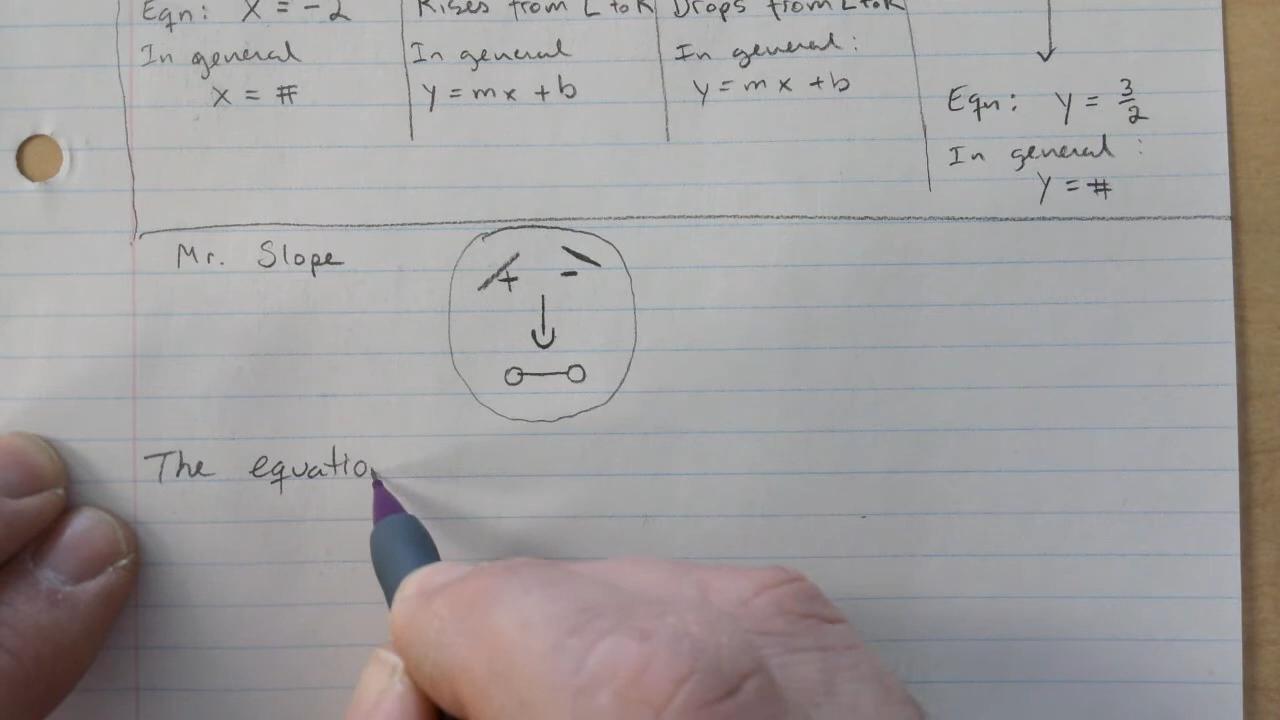 Eqn: X = -2
In general
x = #
Rises from L to R
In general
y = mx + b
Drops from L to R
In general:
y = mx + b
Eqn: y = 3/2
In general:
y = #
Mr. Slope
+ -
The equatio